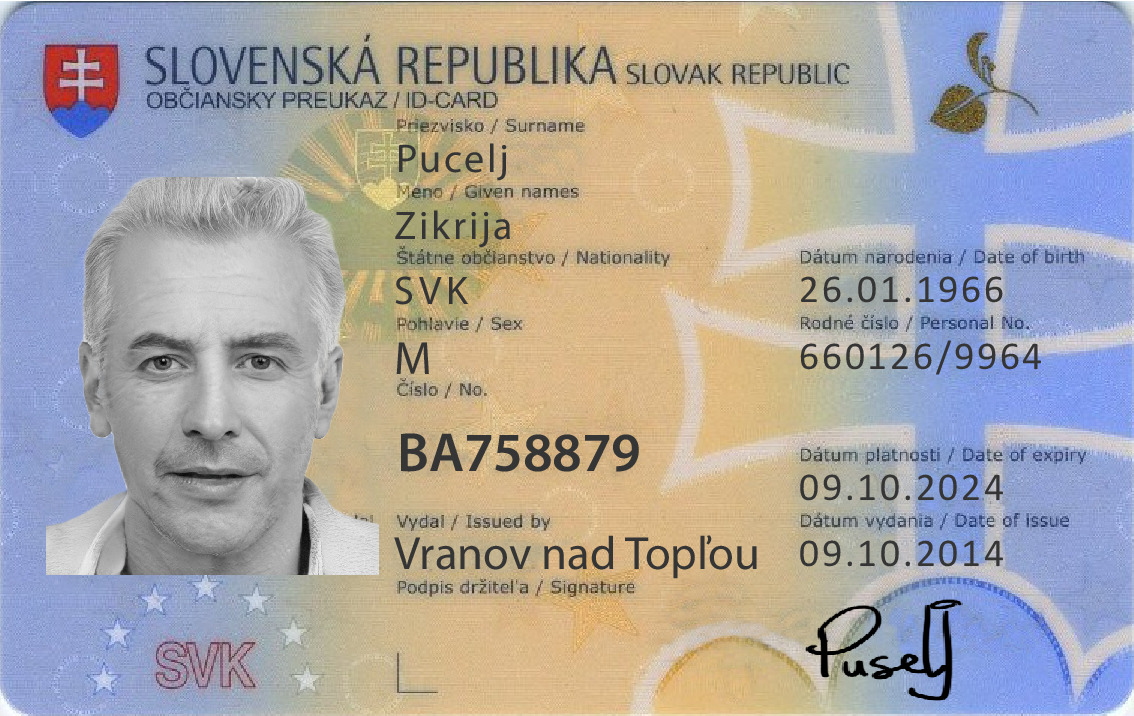 SLOVENSKÁ REPUBLIKA SLOVAK REPUBLIC
OBČIANSKY PREUKAZ / ID-CARD
Priezvisko / Surname
Pucelj
Meno / Given names
Zikrija
Štátne občianstvo / Nationality
SVK
Dátum narodenia / Date of birth
26.01.1966
Pohlavie / Sex
M
Rodné číslo / Personal No.
660126/9964
Číslo / No.
BA758879
Dátum platnosti / Date of expiry
09.10.2024
Vydal / Issued by
Vranov nad Topľou
Dátum vydania / Date of issue
09.10.2014
Podpis držiteľa / Signature
Puselj
SVK